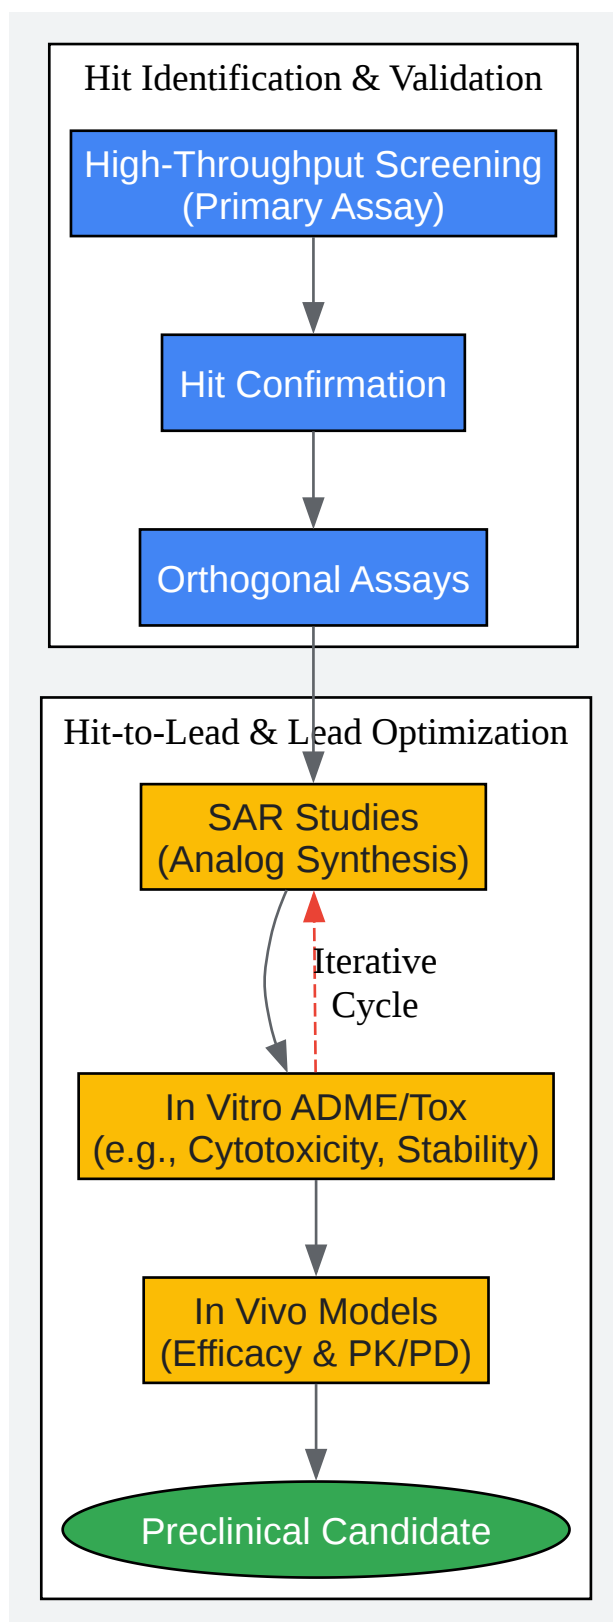 Hit Identification & Validation
High-Throughput Screening
(Primary Assay)
Hit Confirmation
Orthogonal Assays
Hit-to-Lead & Lead Optimization
SAR Studies
(Analog Synthesis)
Iterative
Cycle
In Vitro ADME/Tox
(e.g., Cytotoxicity, Stability)
In Vivo Models
(Efficacy & PK/PD)
Preclinical Candidate